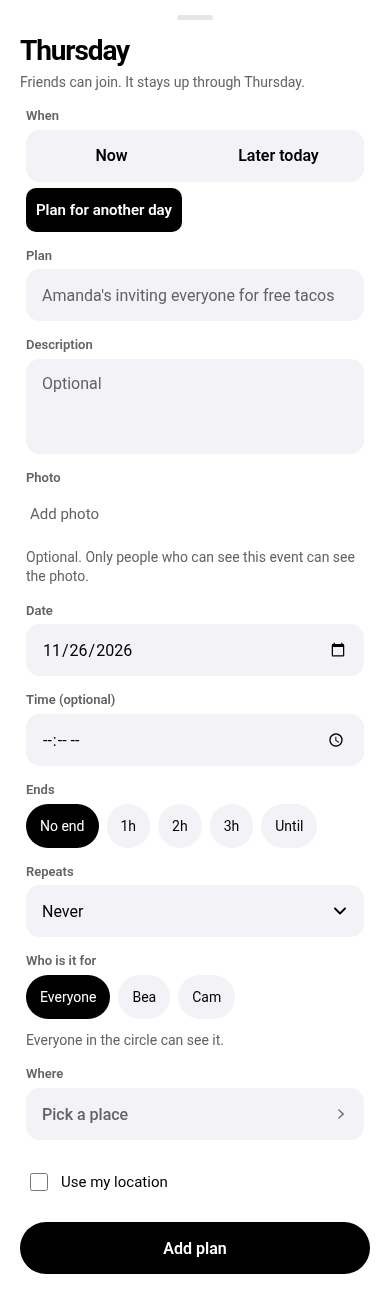 Thursday
Friends can join. It stays up through Thursday.
When
Now
Later today
Plan for another day
Plan
Amanda's inviting everyone for free tacos
Description
Optional
Photo
Add photo
Optional. Only people who can see this event can see
the photo.
Date
11/26/2026
Time (optional)
--:-- --
Ends
No end
1h
2h
3h
Until
Repeats
Never
Who is it for
Everyone
Bea
Cam
Everyone in the circle can see it.
Where
Pick a place
Use my location
Add plan